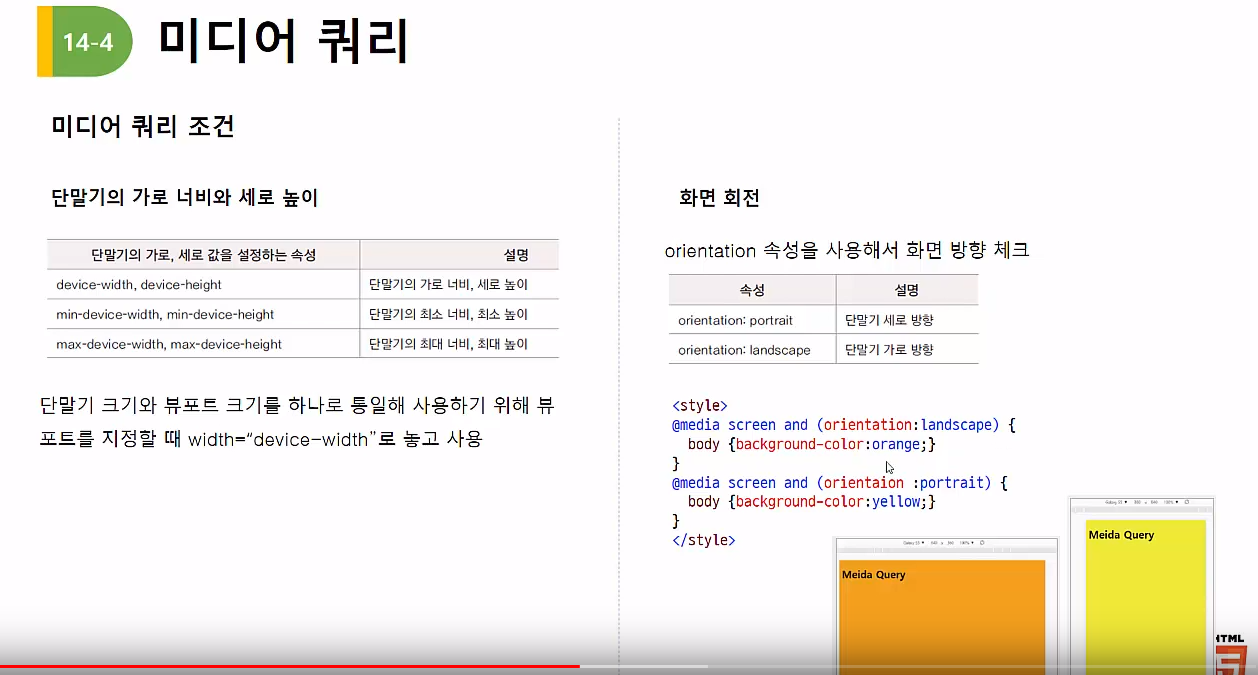 14-4 미디어 쿼리
미디어 쿼리 조건
단말기의 가로 너비와 세로 높이
단말기의 가로, 세로 값을 설정하는 속성 설명
device-width, device-height 단말기의 가로 너비, 세로 높이
min-device-width, min-device-height 단말기의 최소 너비, 최소 높이
max-device-width, max-device-height 단말기의 최대 너비, 최대 높이
단말기 크기와 뷰포트 크기를 하나로 통일해 사용하기 위해 뷰
포트를 지정할 때 width=“device-width”로 놓고 사용
화면 회전
orientation 속성을 사용해서 화면 방향 체크
속성 설명
orientation: portrait 단말기 세로 방향
orientation: landscape 단말기 가로 방향
<style>
@media screen and (orientation:landscape) {
body {background-color:orange;}
}
@media screen and (orientaion :portrait) {
body {background-color:yellow;}
}
</style>
Meida Query
Meida Query
HTML
5